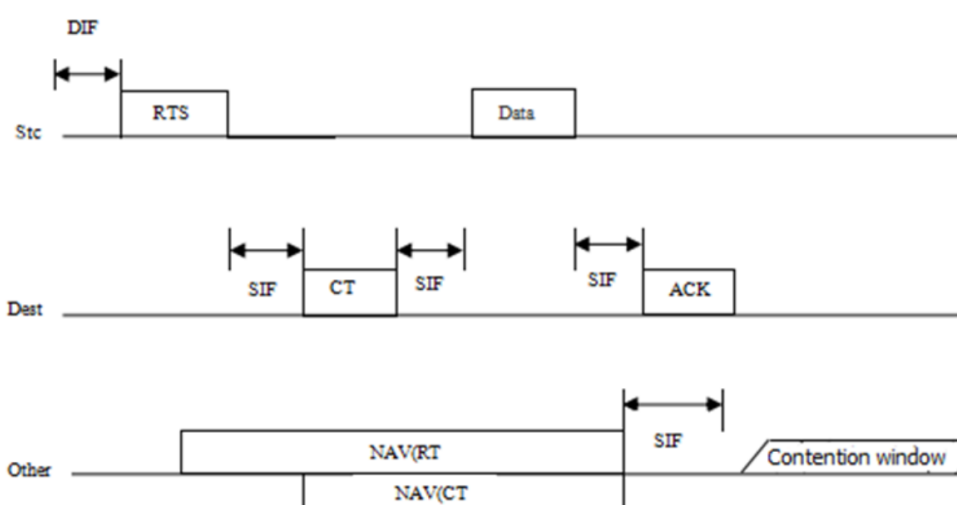 DIF
RTS
Data
Stc
SIF
CT
SIF
SIF
ACK
Dest
NAV(RT
SIF
Other
Contention window
NAV(CT